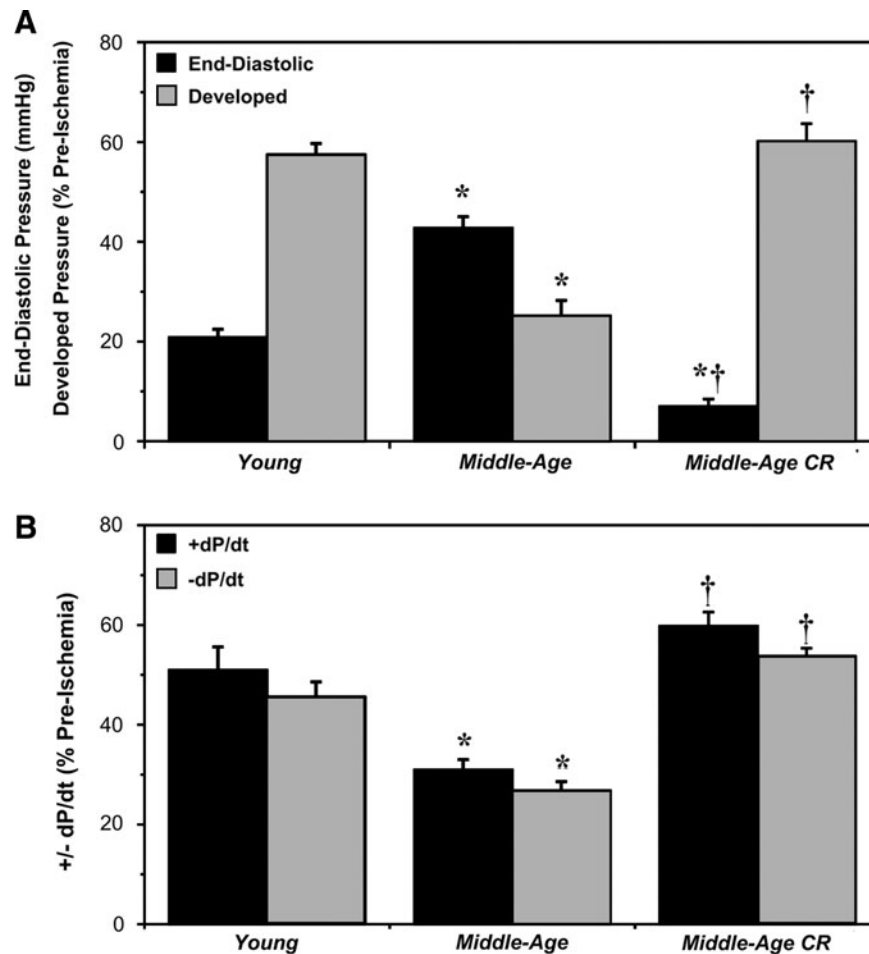 A
End-Diastolic Pressure (mmHg)
Developed Pressure (% Pre-Ischemia)
80
60
40
20
0
End-Diastolic
Developed
*
*
*†
†
Young
Middle-Age
Middle-Age CR
B
+/- dP/dt (% Pre-Ischemia)
80
60
40
20
0
+dP/dt
-dP/dt
*
*
†
†
Young
Middle-Age
Middle-Age CR